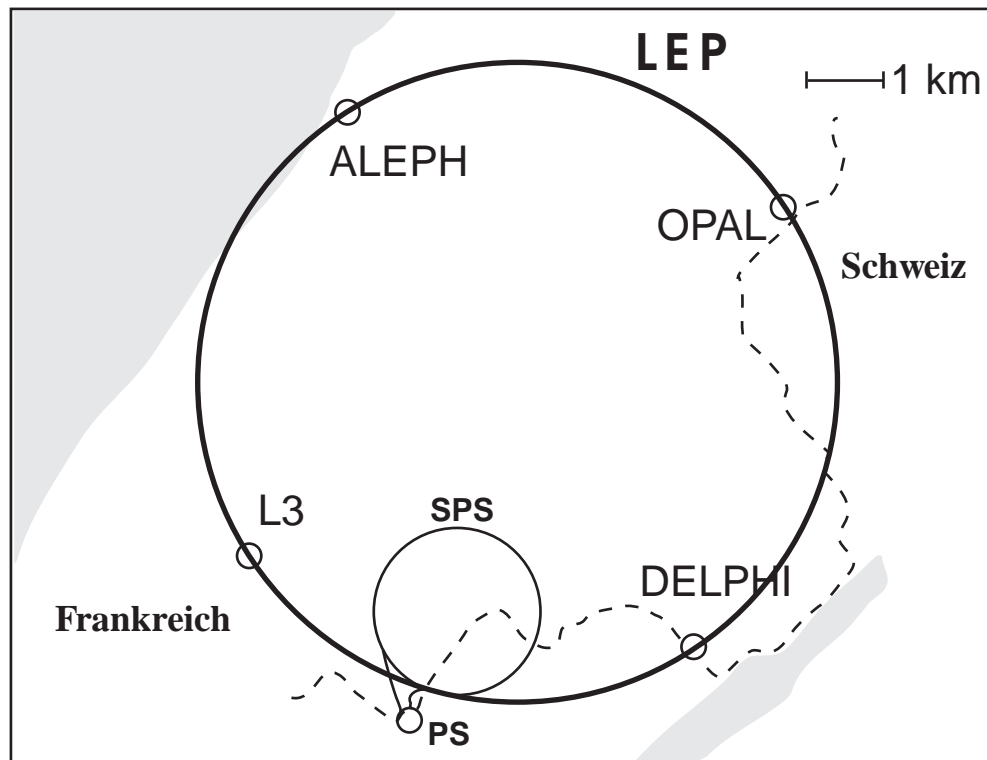 LEP
1 km
ALEPH
OPAL
Schweiz
L3
SPS
DELPHI
Frankreich
PS